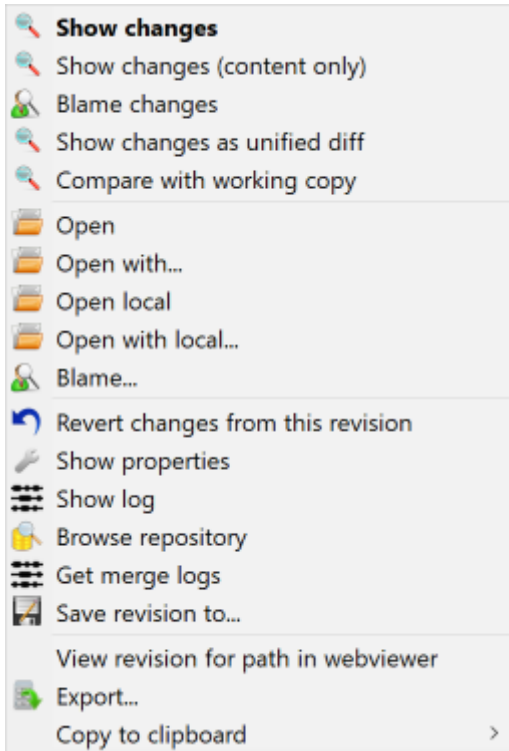 Show changes
Show changes (content only)
Blame changes
Show changes as unified diff
Compare with working copy
Open
Open with...
Open local
Open with local...
Blame...
Revert changes from this revision
Show properties
Show log
Browse repository
Get merge logs
Save revision to...
View revision for path in webviewer
Export...
Copy to clipboard